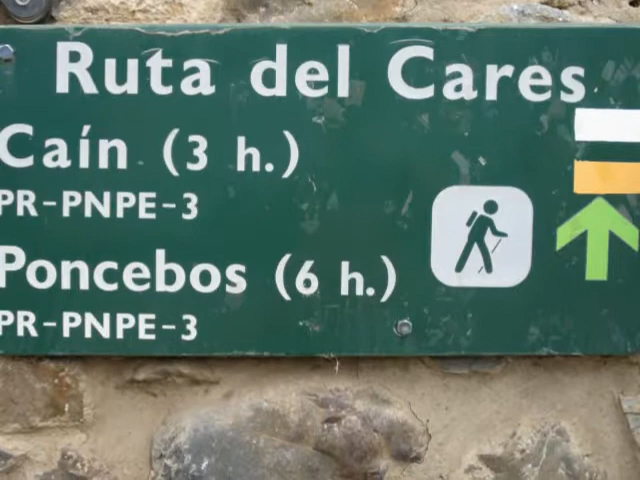 Ruta del Cares
Caín (3 h.)
PR-PNPE-3
Poncebos (6 h.)
PR-PNPE-3